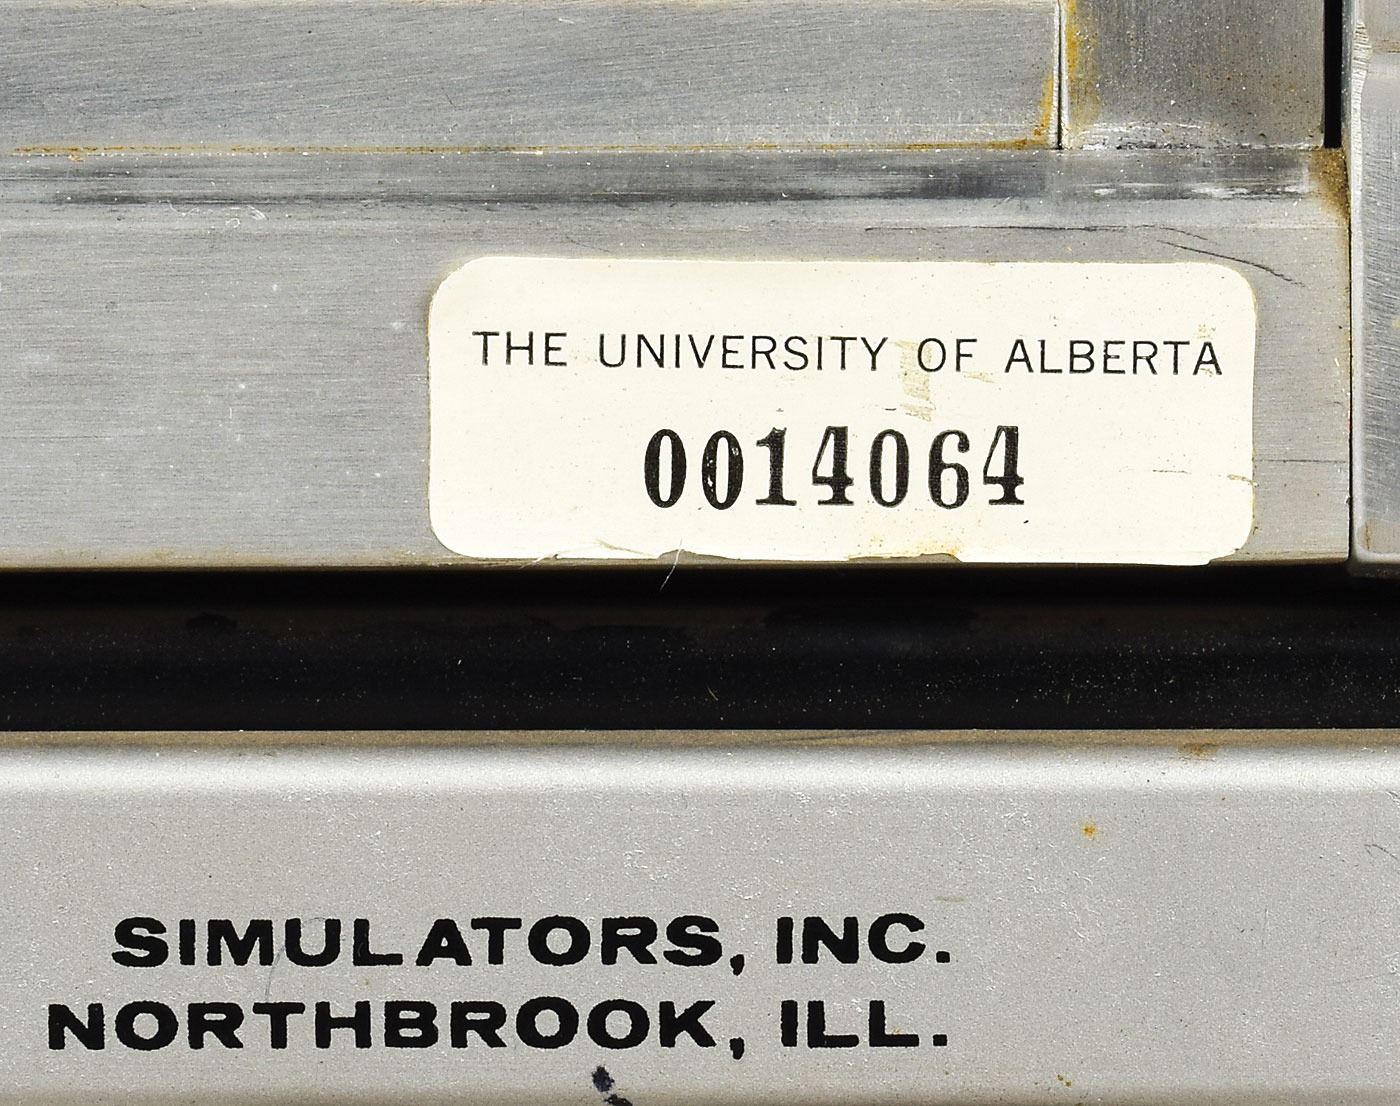 THE UNIVERSITY OF ALBERTA
0014064
SIMULATORS, INC.
NORTHBROOK, ILL.